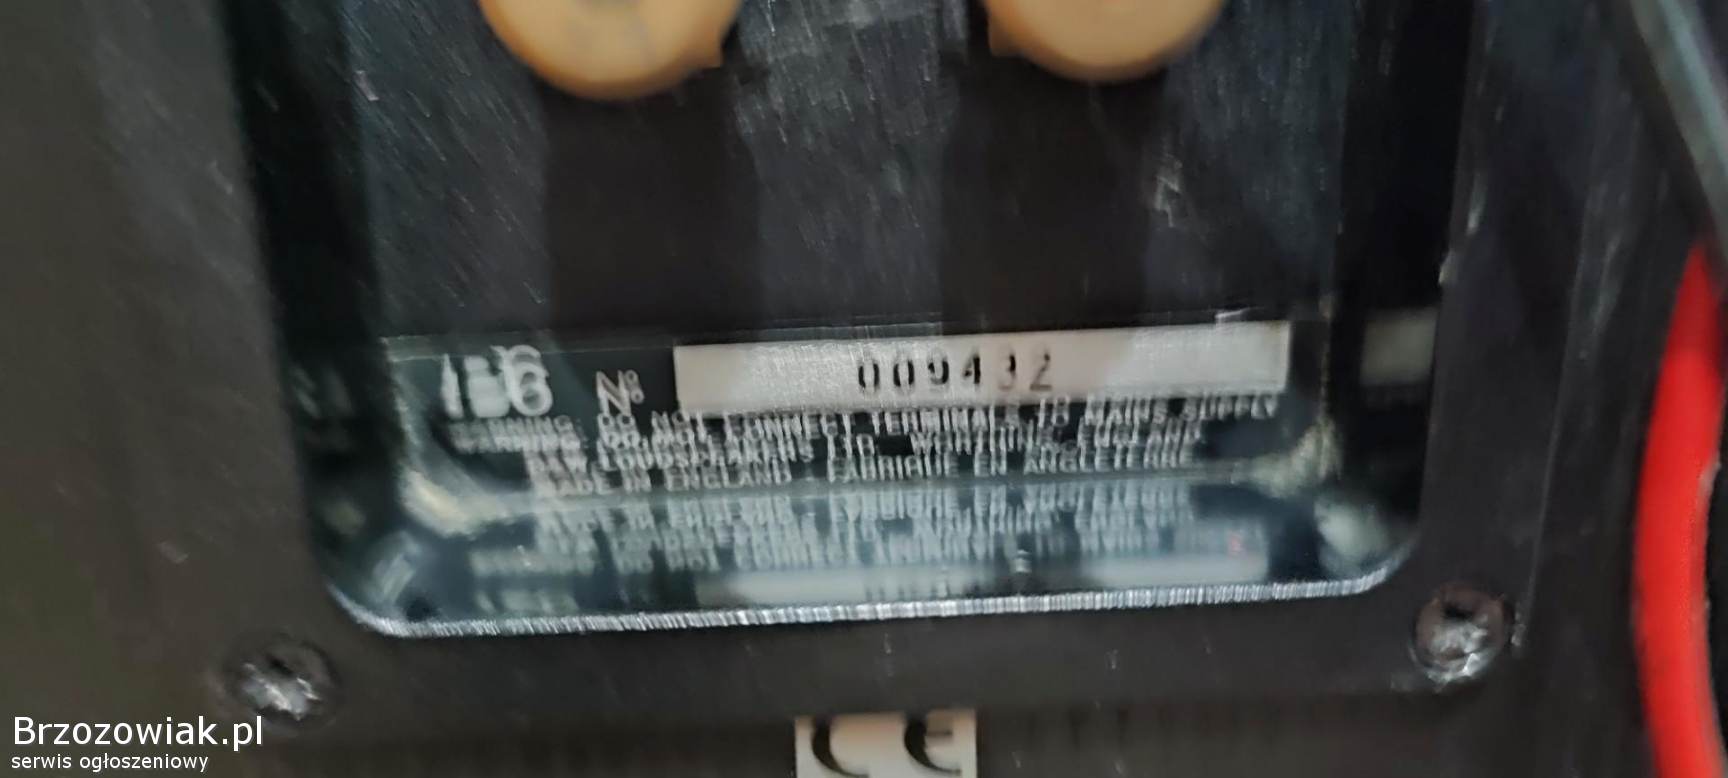 Nº 009432
WARNING: DO NOT CONNECT TERMINALS TO MAINS SUPPLY
B&W LOUDSPEAKERS LTD. WORTHING, ENGLAND
MADE IN ENGLAND - FABRIQUE EN ANGLETERRE
CE
Brzozowiak.pl
serwis ogłoszeniowy